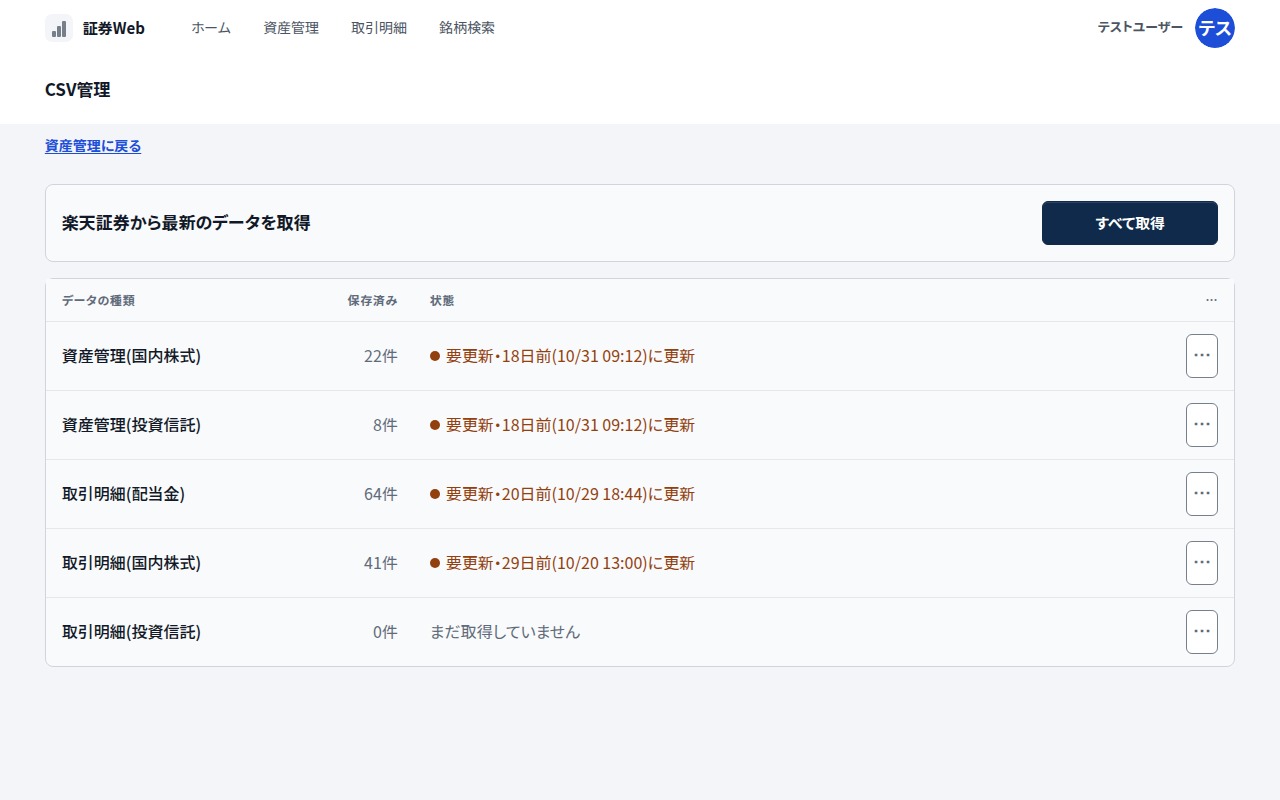 証券Web ホーム 資産管理 取引明細 銘柄検索 テストユーザー テス
CSV管理
資産管理に戻る
楽天証券から最新のデータを取得 すべて取得
データの種類 保存済み 状態 …
資産管理(国内株式) 22件 要更新・18日前(10/31 09:12)に更新 …
資産管理(投資信託) 8件 要更新・18日前(10/31 09:12)に更新 …
取引明細(配当金) 64件 要更新・20日前(10/29 18:44)に更新 …
取引明細(国内株式) 41件 要更新・29日前(10/20 13:00)に更新 …
取引明細(投資信託) 0件 まだ取得していません …